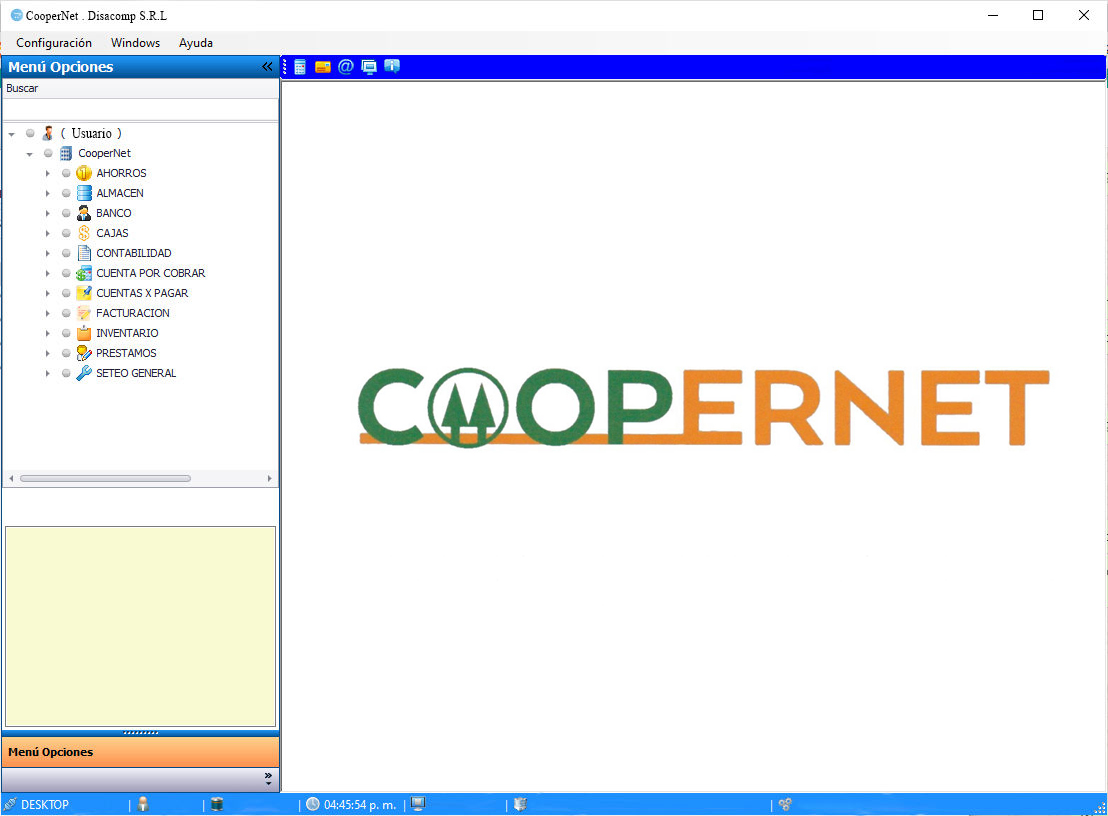 CooperNet . Disacomp S.R.L
Configuración Windows Ayuda
Menú Opciones
Buscar
( Usuario )
CooperNet
AHORROS
ALMACEN
BANCO
CAJAS
CONTABILIDAD
CUENTA POR COBRAR
CUENTAS X PAGAR
FACTURACION
INVENTARIO
PRESTAMOS
SETEO GENERAL
COOPERNET
Menú Opciones
DESKTOP 04:45:54 p. m.